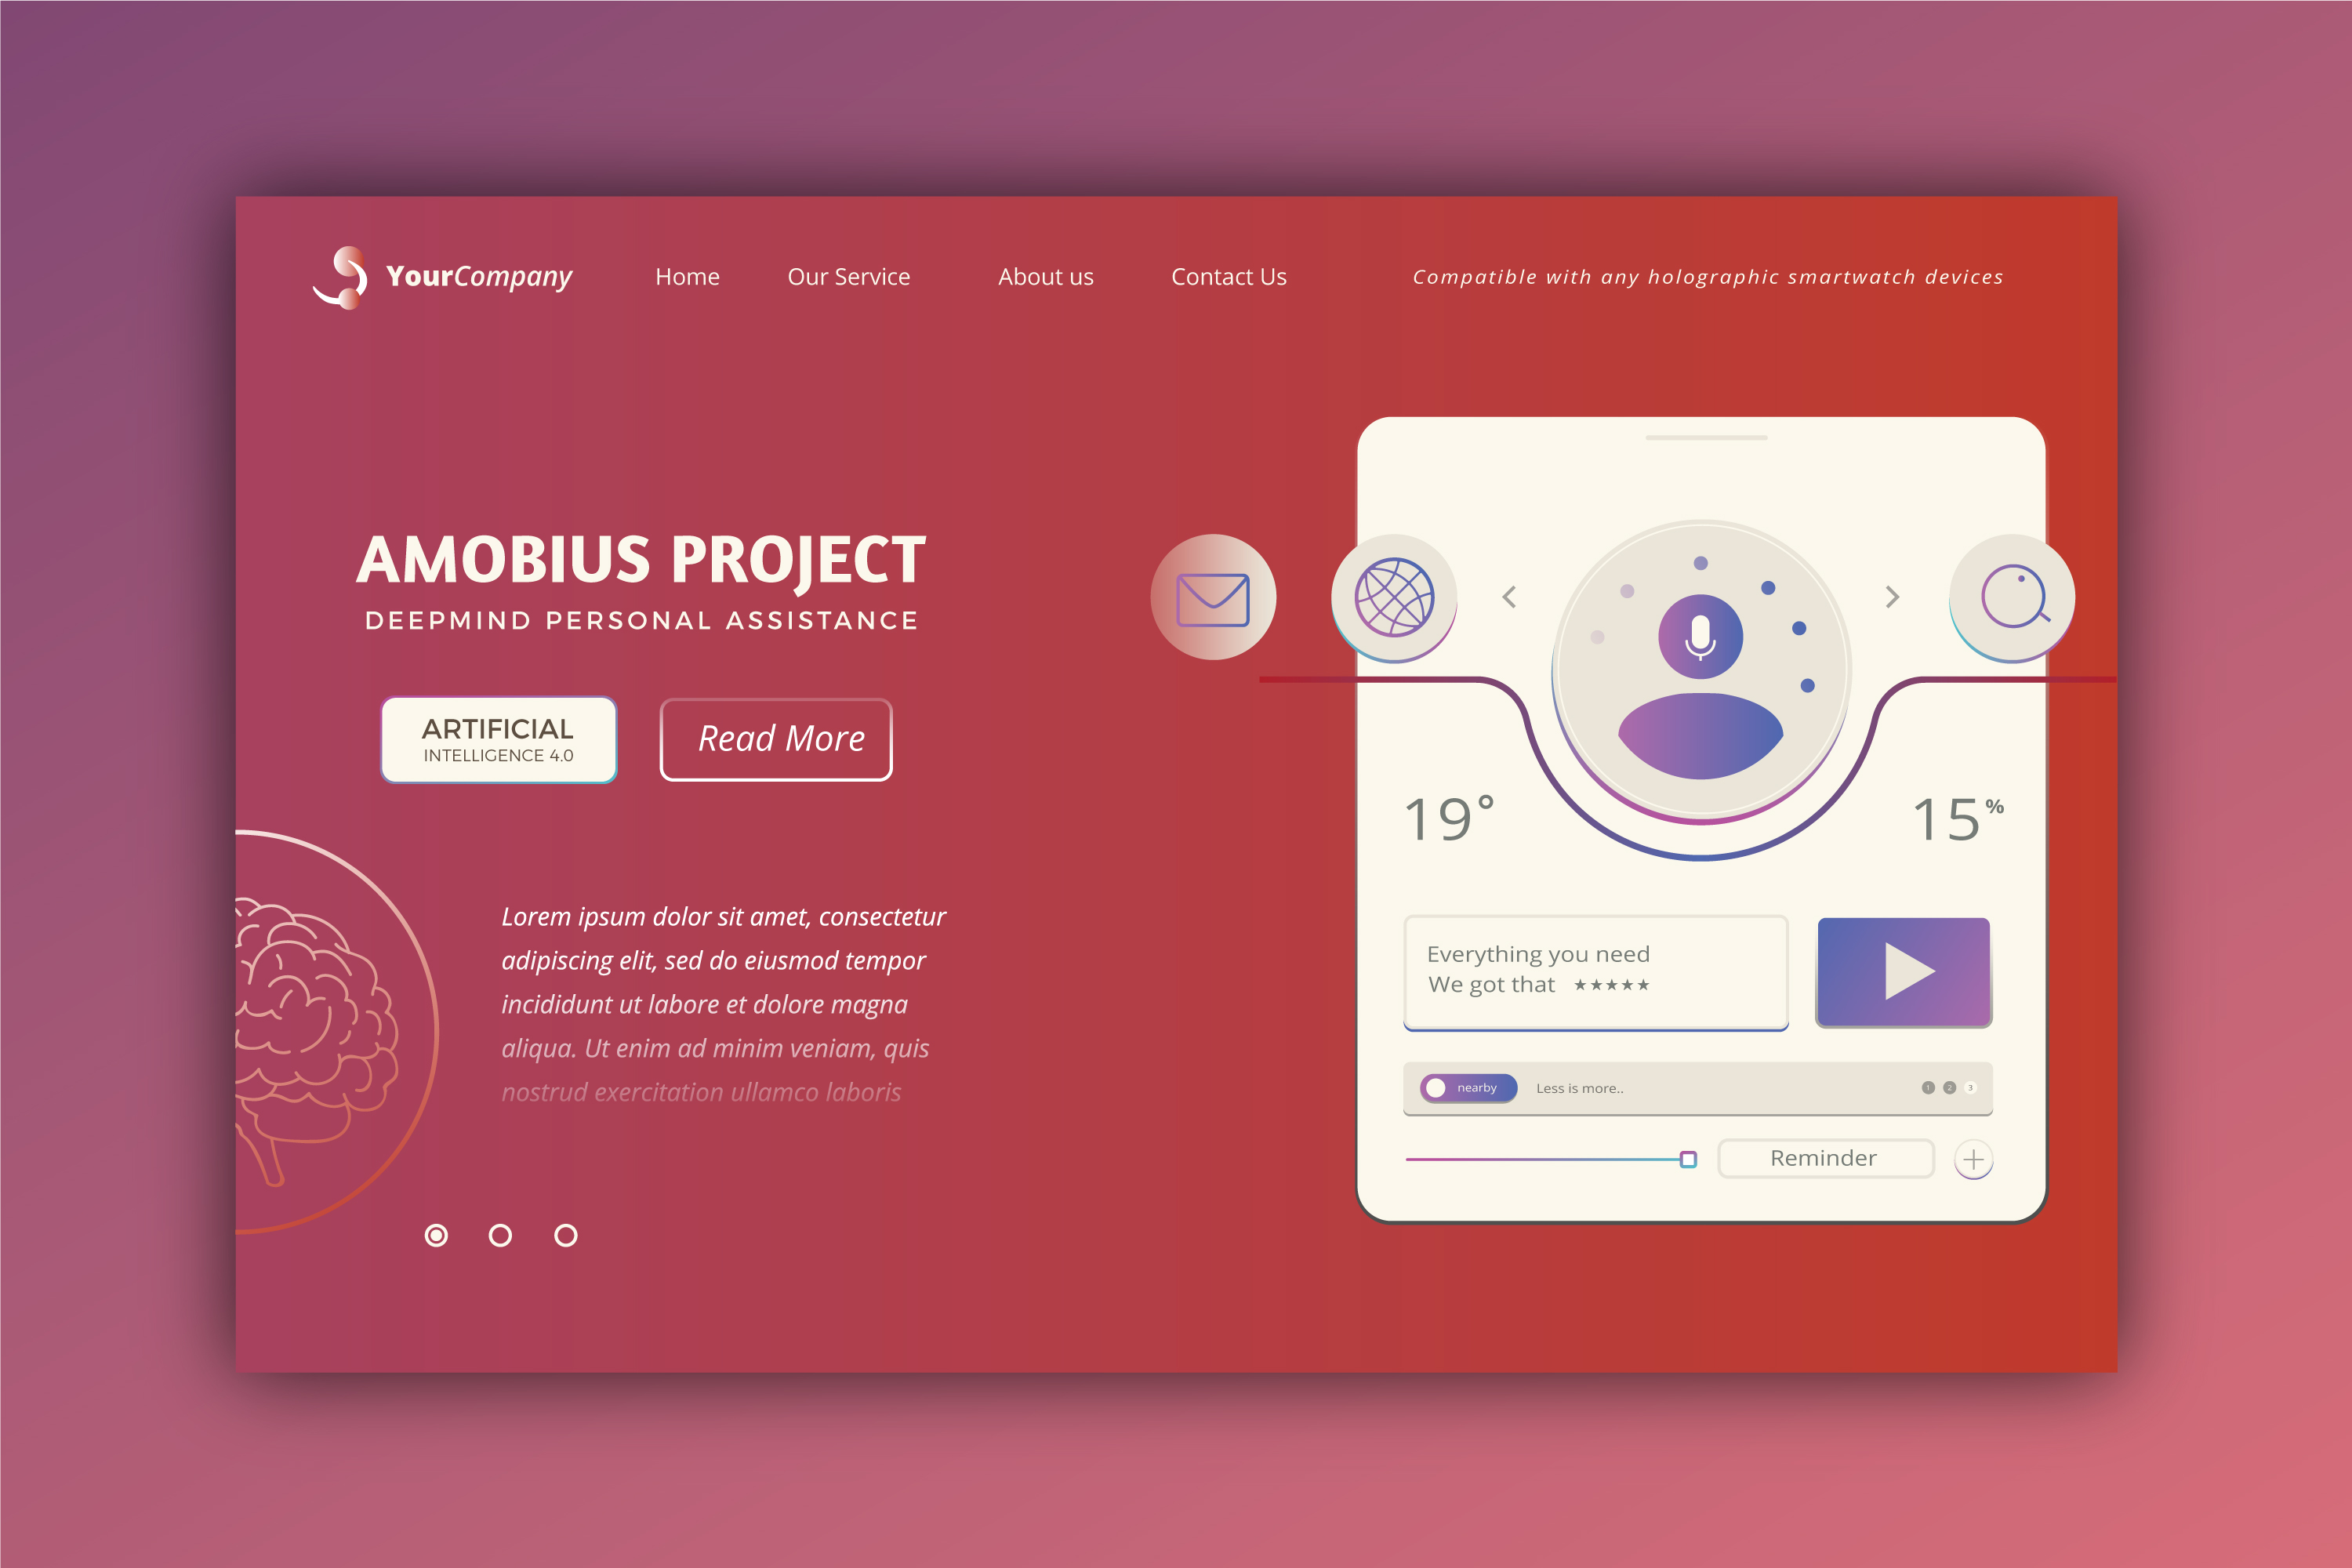 YourCompany
Home
Our Service
About us
Contact Us
Compatible with any holographic smartwatch devices
AMOBIUS PROJECT
DEEPMIND PERSONAL ASSISTANCE
ARTIFICIAL
INTELLIGENCE 4.0
Read More
Lorem ipsum dolor sit amet, consectetur
adipiscing elit, sed do eiusmod tempor
incididunt ut labore et dolore magna
aliqua. Ut enim ad minim veniam, quis
nostrud exercitation ullamco laboris
19°
15%
Everything you need
We got that ★★★★★
nearby
Less is more..
1 2 3
Reminder